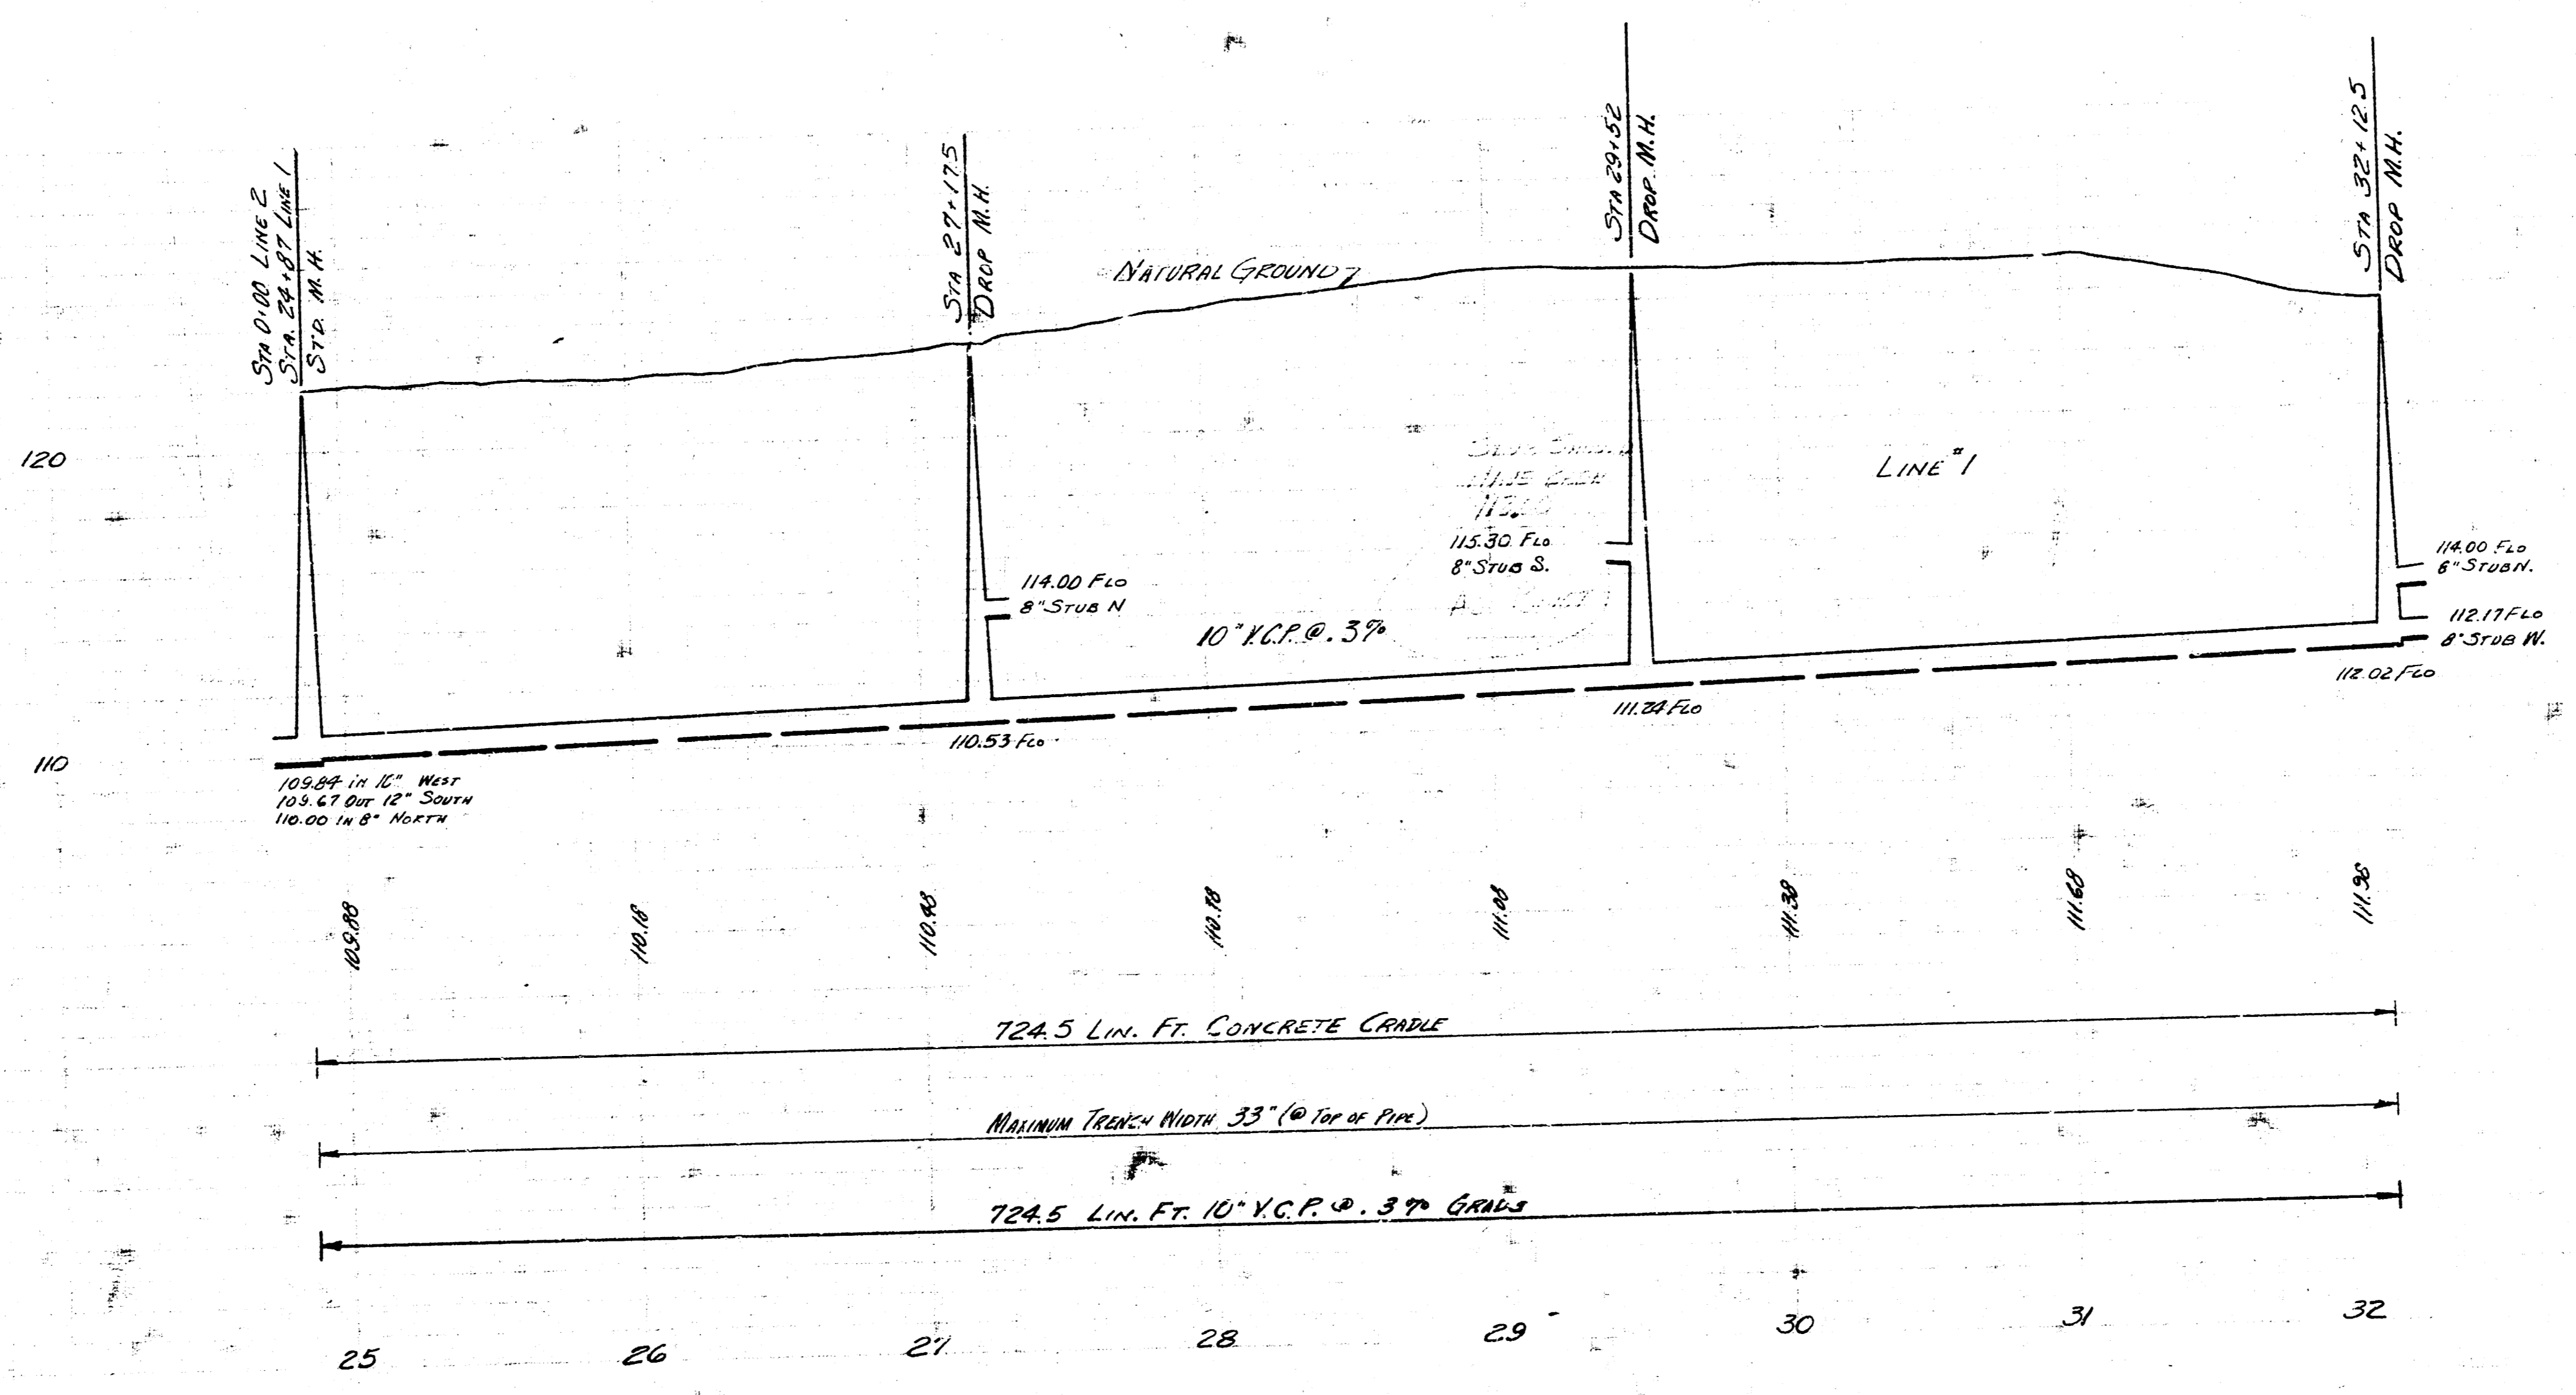 STA 0+00 LINE 2
STA. 24+87 LINE 1
STD. M.H.
STA 27+17.5
DROP M.H.
STA 29+52
DROP. M.H.
STA 32+12.5
DROP M.H.
NATURAL GROUND
120
LINE #1
115.30 FLO
8" STUB S.
114.00 FLO
8" STUB N
114.00 FLO
6" STUB N.
112.17 FLO
8" STUB W.
10" V.C.P. @ .3%
112.02 FLO
111.24 FLO
110.53 FLO
110
109.84 IN 10" WEST
109.67 OUT 12" SOUTH
110.00 IN 8" NORTH
109.88
110.18
110.48
110.78
111.08
111.38
111.68
111.98
724.5 LIN. FT. CONCRETE CRADLE
MAXIMUM TRENCH WIDTH 33" (@ TOP OF PIPE)
724.5 LIN. FT. 10" V.C.P. @ .3% GRADE
25
26
27
28
29
30
31
32